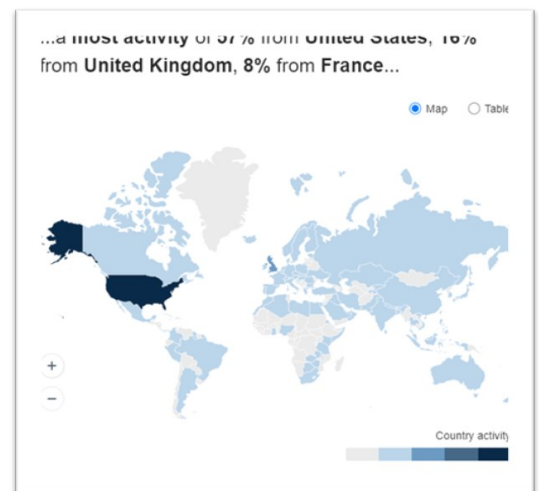 ...a most activity of 57% from United States, 16%
from United Kingdom, 8% from France...
Map Table
+
−
Country activity